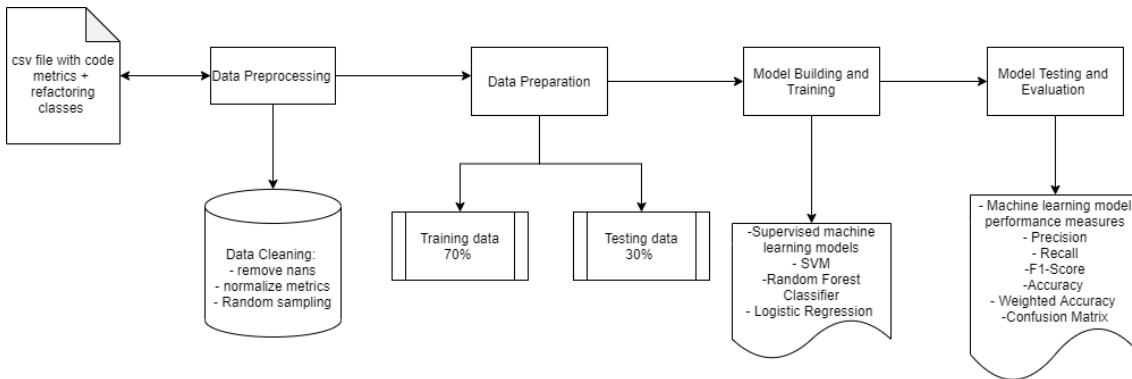 csv file with code
metrics +
refactoring
classes
Data Preprocessing
Data Preparation
Model Building and
Training
Model Testing and
Evaluation
Data Cleaning:
- remove nans
- normalize metrics
- Random sampling
Training data
70%
Testing data
30%
-Supervised machine
learning models
- SVM
-Random Forest
Classifier
- Logistic Regression
- Machine learning model
performance measures
- Precision
- Recall
-F1-Score
-Accuracy
- Weighted Accuracy
-Confusion Matrix